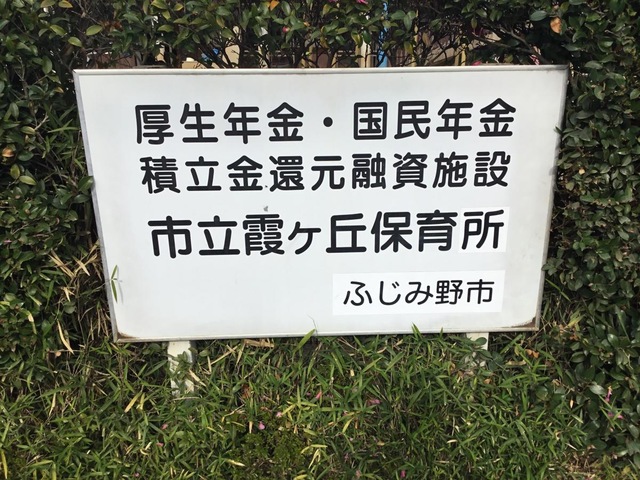 厚生年金・国民年金
積立金還元融資施設
市立霞ヶ丘保育所
ふじみ野市